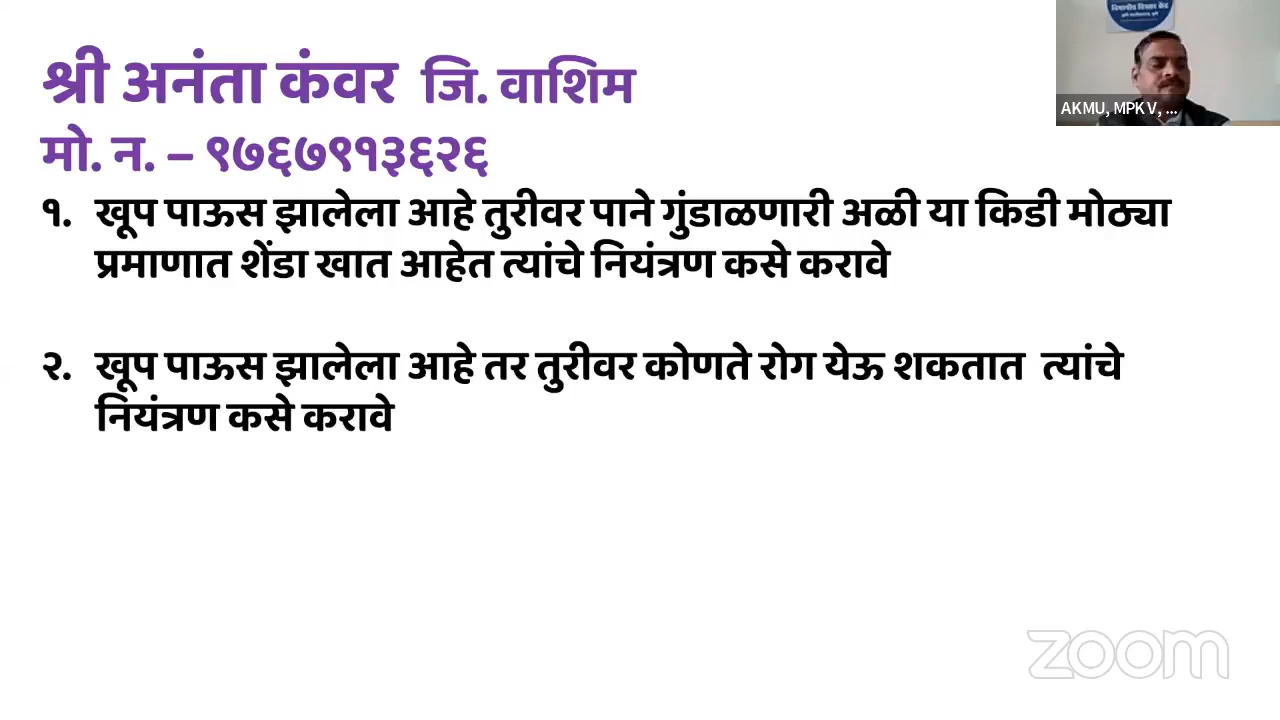 श्री अनंता कंवर जि. वाशिम
मो. न. – ९७६७९१३६२६
१. खूप पाऊस झालेला आहे तुरीवर पाने गुंडाळणारी अळी या किडी मोठ्या
प्रमाणात शेंडा खात आहेत त्यांचे नियंत्रण कसे करावे
२. खूप पाऊस झालेला आहे तर तुरीवर कोणते रोग येऊ शकतात त्यांचे
नियंत्रण कसे करावे
AKMU, MPKV, ...
zoom